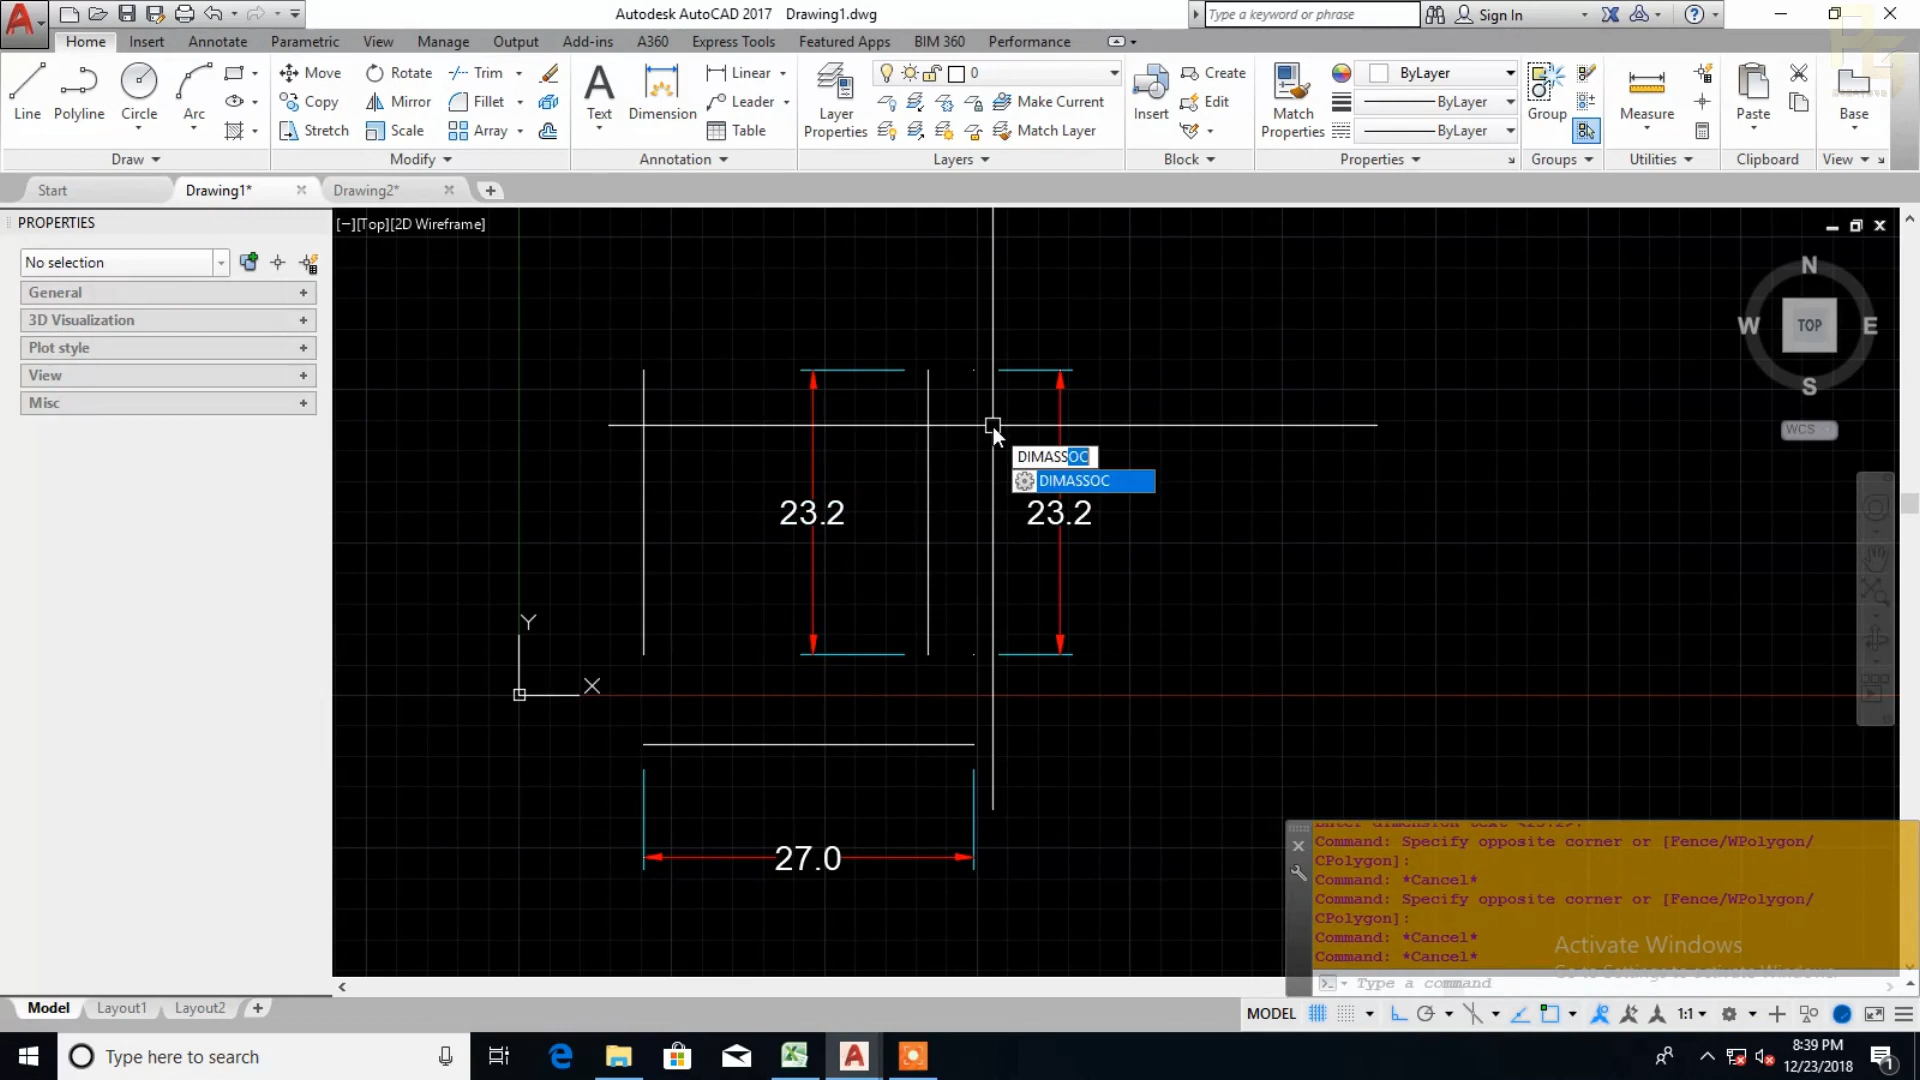 Autodesk AutoCAD 2017 Drawing1.dwg
Type a keyword or phrase
Sign In
Home Insert Annotate Parametric View Manage Output Add-ins A360 Express Tools Featured Apps BIM 360 Performance
Line Polyline Circle Arc
Move Rotate Trim
Copy Mirror Fillet
Stretch Scale Array
Text Dimension
Linear
Leader
Table
Layer Properties
0
Make Current
Match Layer
Insert
Create
Edit
Match Properties
ByLayer
ByLayer
ByLayer
Group
Measure
Paste
Base
Draw Modify Annotation Layers Block Properties Groups Utilities Clipboard View
Start Drawing1* Drawing2*
PROPERTIES
No selection
General
3D Visualization
Plot style
View
Misc
[−][Top][2D Wireframe]
N
W TOP E
S
WCS
DIMASSOC
DIMASSOC
23.2
23.2
Y
X
27.0
Command: Specify opposite corner or [Fence/WPolygon/
CPolygon]:
Command: *Cancel*
Command: Specify opposite corner or [Fence/WPolygon/
CPolygon]:
Command: *Cancel*
Command: *Cancel*
Activate Windows
Type a command
Model Layout1 Layout2
MODEL
1:1
Type here to search
8:39 PM
12/23/2018
1